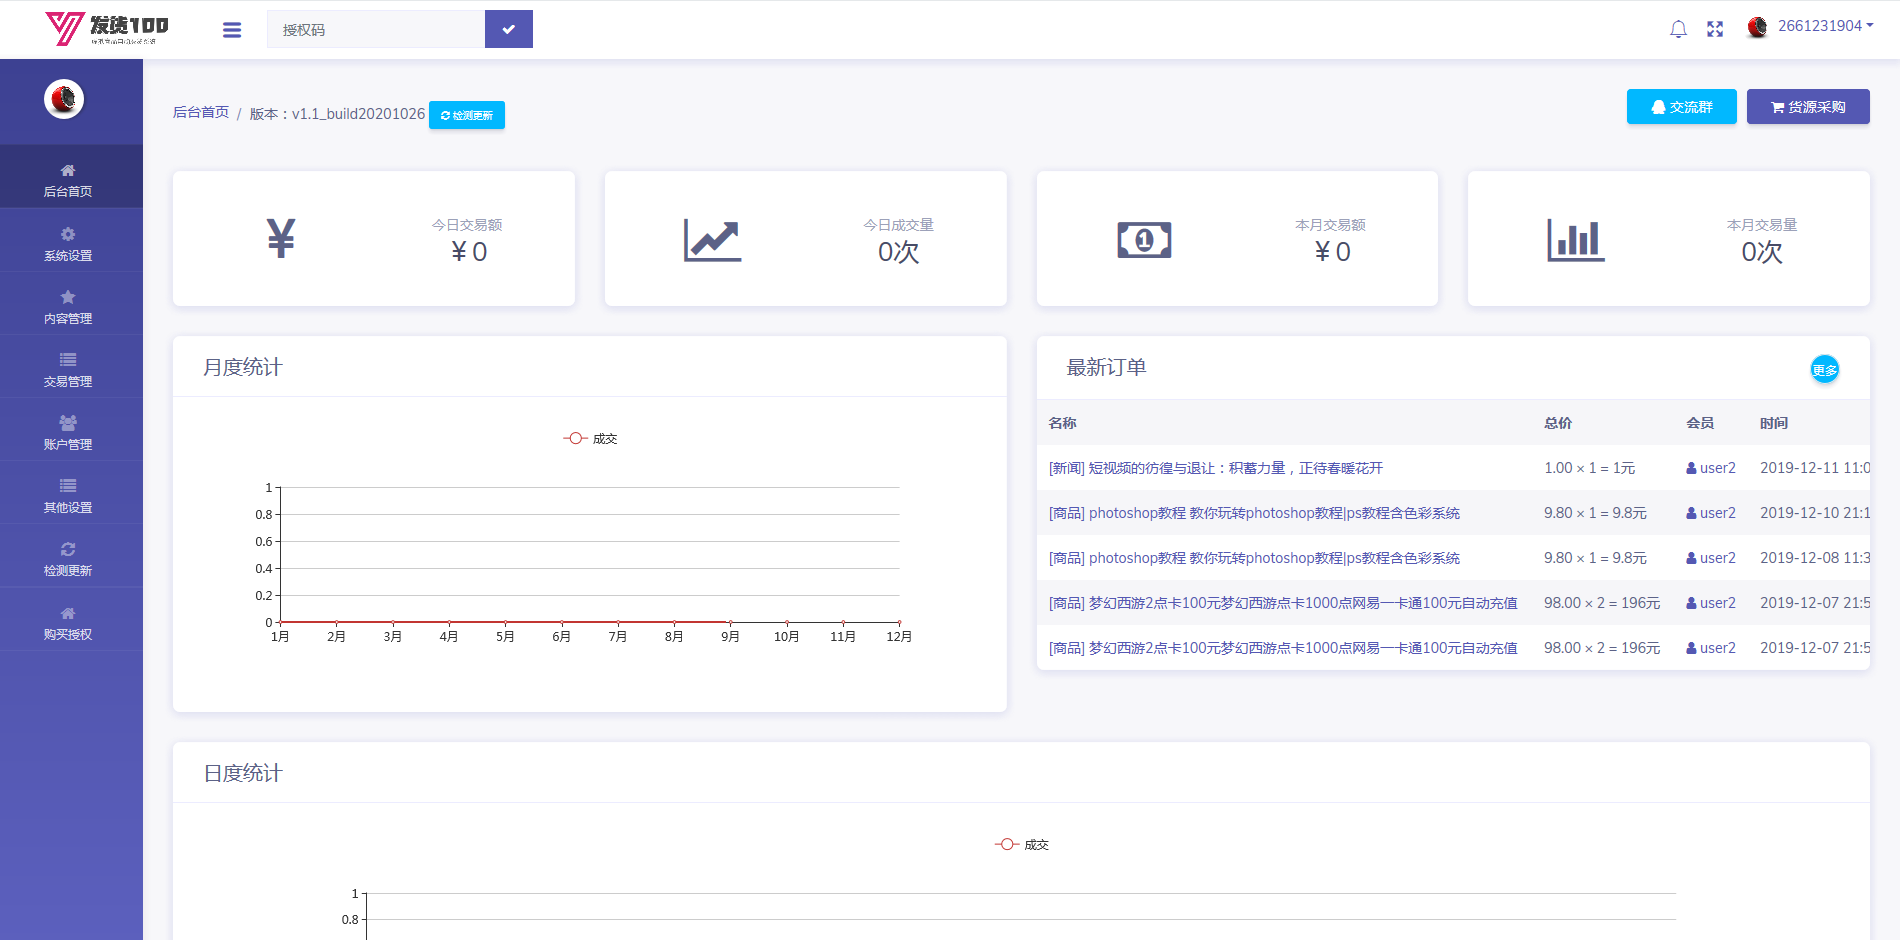 发货100
授权码
2661231904
后台首页
系统设置
内容管理
交易管理
账户管理
其他设置
检测更新
购买授权
后台首页 / 版本：v1.1_build20201026 检测更新
交流群
货源采购
今日交易额
¥ 0
今日成交量
0次
本月交易额
¥ 0
本月交易量
0次
月度统计
成交
1
0.8
0.6
0.4
0.2
0
1月 2月 3月 4月 5月 6月 7月 8月 9月 10月 11月 12月
最新订单
更多
名称 总价 会员 时间
[新闻] 短视频的彷徨与退让：积蓄力量，正待春暖花开 1.00 × 1 = 1元 user2 2019-12-11 11:0
[商品] photoshop教程 教你玩转photoshop教程|ps教程含色彩系统 9.80 × 1 = 9.8元 user2 2019-12-10 21:1
[商品] photoshop教程 教你玩转photoshop教程|ps教程含色彩系统 9.80 × 1 = 9.8元 user2 2019-12-08 11:3
[商品] 梦幻西游2点卡100元梦幻西游点卡1000点网易一卡通100元自动充值 98.00 × 2 = 196元 user2 2019-12-07 21:5
[商品] 梦幻西游2点卡100元梦幻西游点卡1000点网易一卡通100元自动充值 98.00 × 2 = 196元 user2 2019-12-07 21:5
日度统计
成交
1
0.8